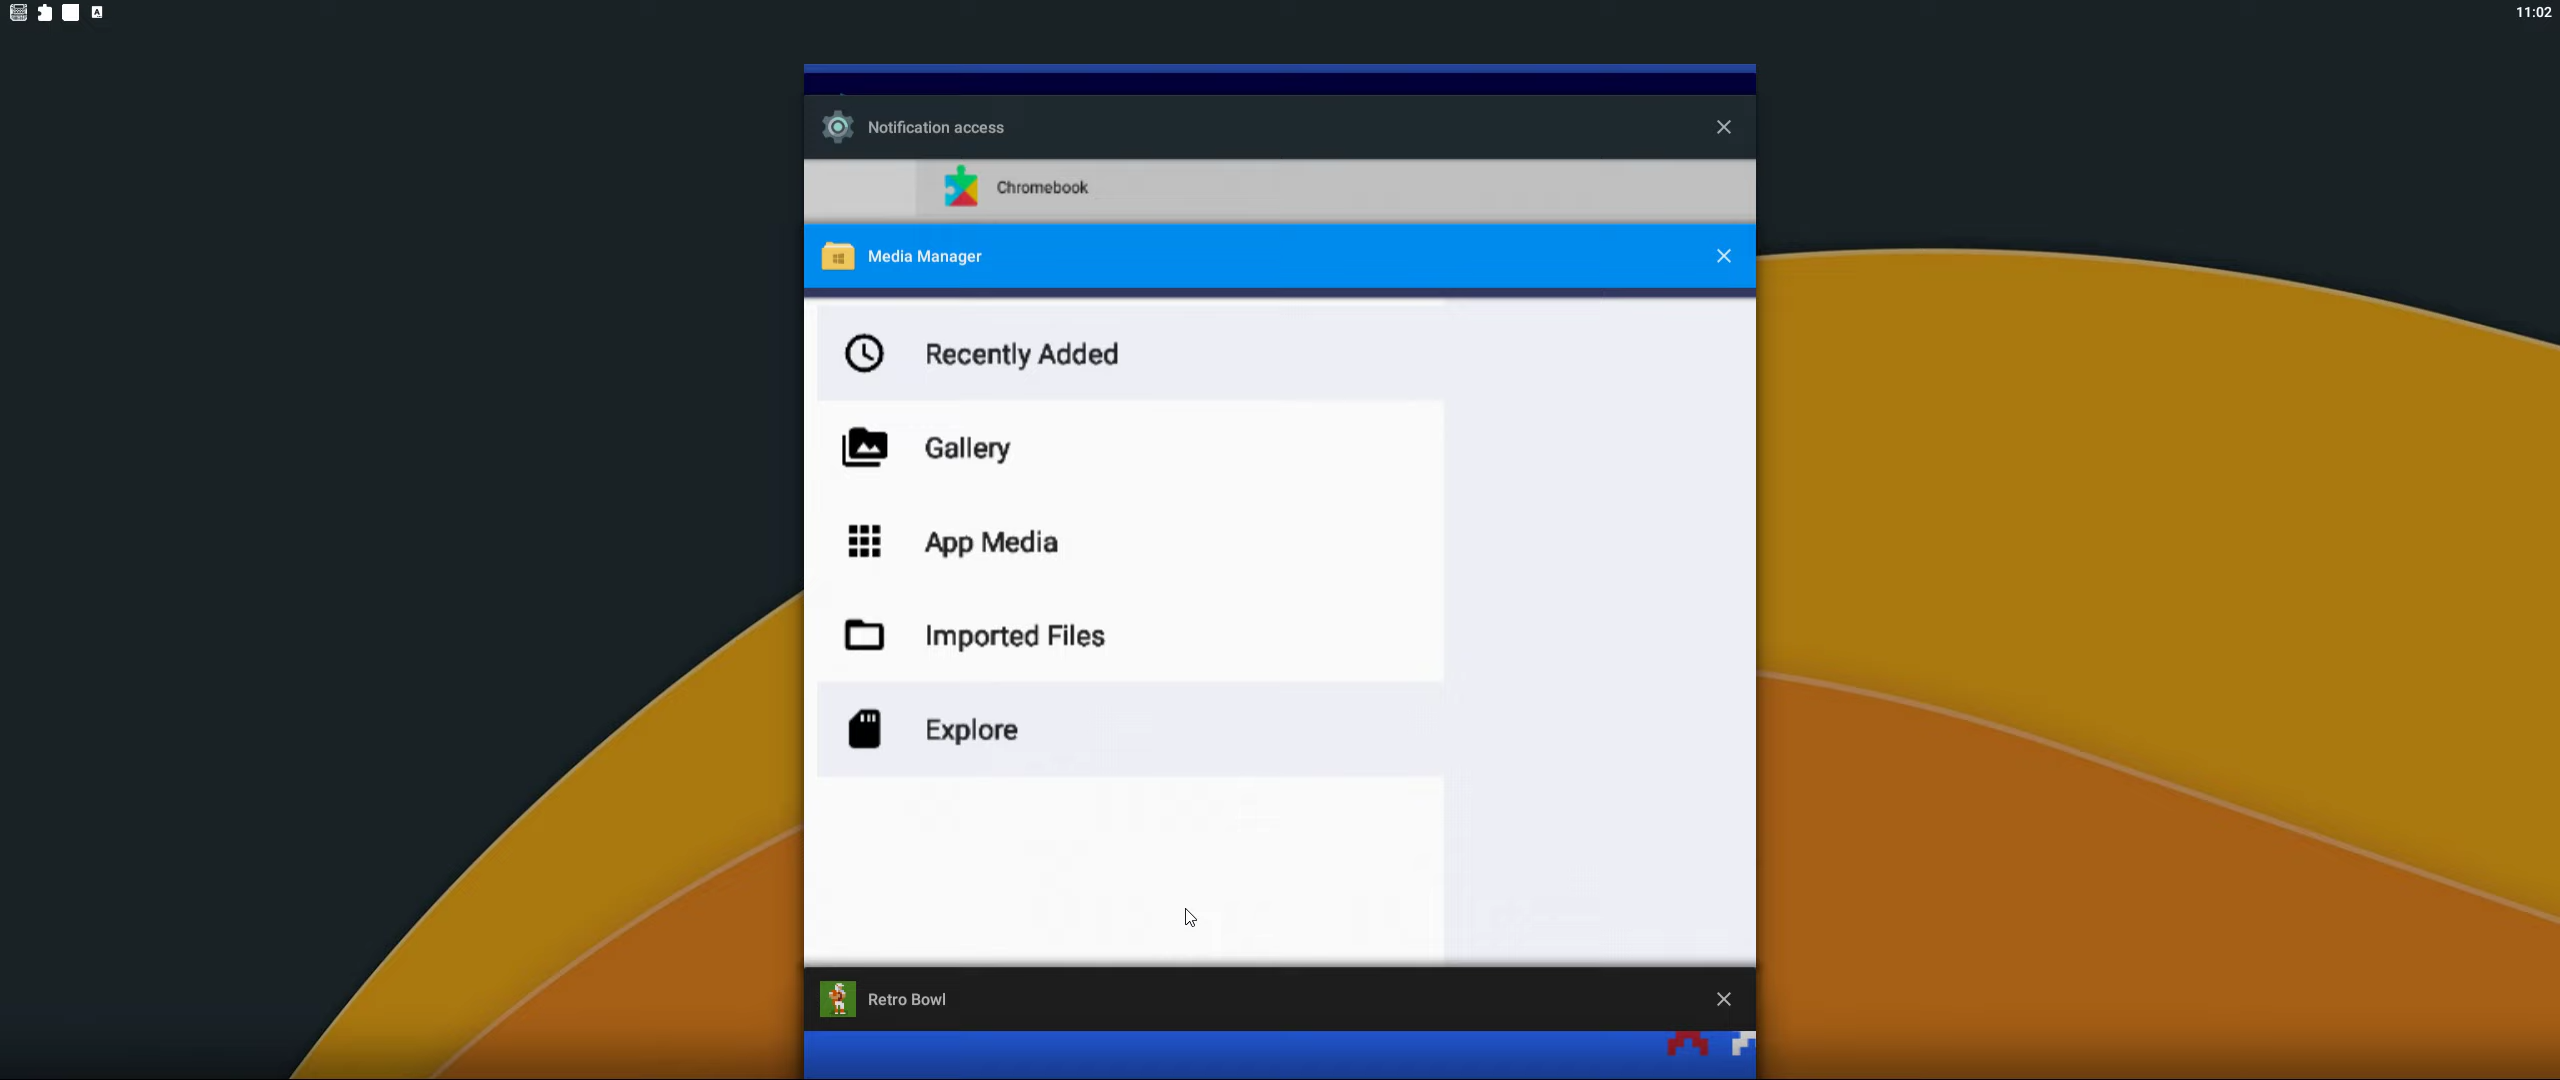 A
11:02
Notification access
Chromebook
Media Manager
Recently Added
Gallery
App Media
Imported Files
Explore
Retro Bowl